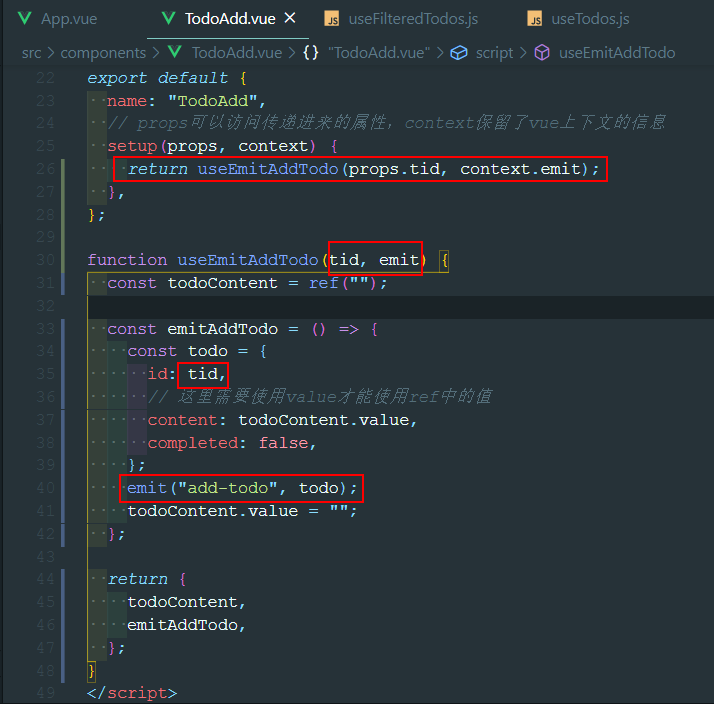 App.vue TodoAdd.vue × JS useFilteredTodos.js JS useTodos.js
src > components > TodoAdd.vue > {} "TodoAdd.vue" > script > useEmitAddTodo
22 export default {
23 name: "TodoAdd",
24 // props可以访问传递进来的属性，context保留了vue上下文的信息
25 setup(props, context) {
26 return useEmitAddTodo(props.tid, context.emit);
27 },
28 };
29
30 function useEmitAddTodo(tid, emit) {
31 const todoContent = ref("");
32
33 const emitAddTodo = () => {
34 const todo = {
35 id: tid,
36 // 这里需要使用value才能使用ref中的值
37 content: todoContent.value,
38 completed: false,
39 };
40 emit("add-todo", todo);
41 todoContent.value = "";
42 };
43
44 return {
45 todoContent,
46 emitAddTodo,
47 };
48 }
49 </script>